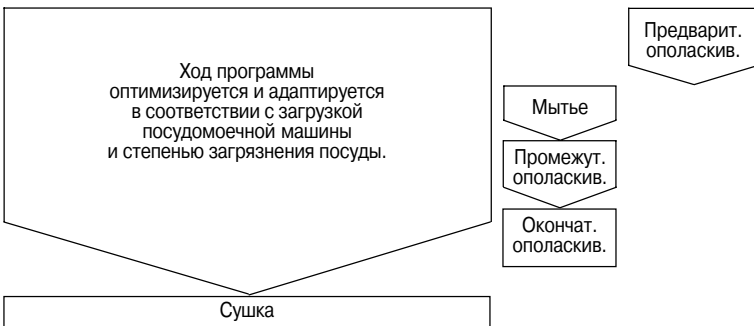 Ход программы
оптимизируется и адаптируется
в соответствии с загрузкой
посудомоечной машины
и степенью загрязнения посуды.
Сушка
Мытье
Промежут.
ополаскив.
Окончат.
ополаскив.
Предварит.
ополаскив.